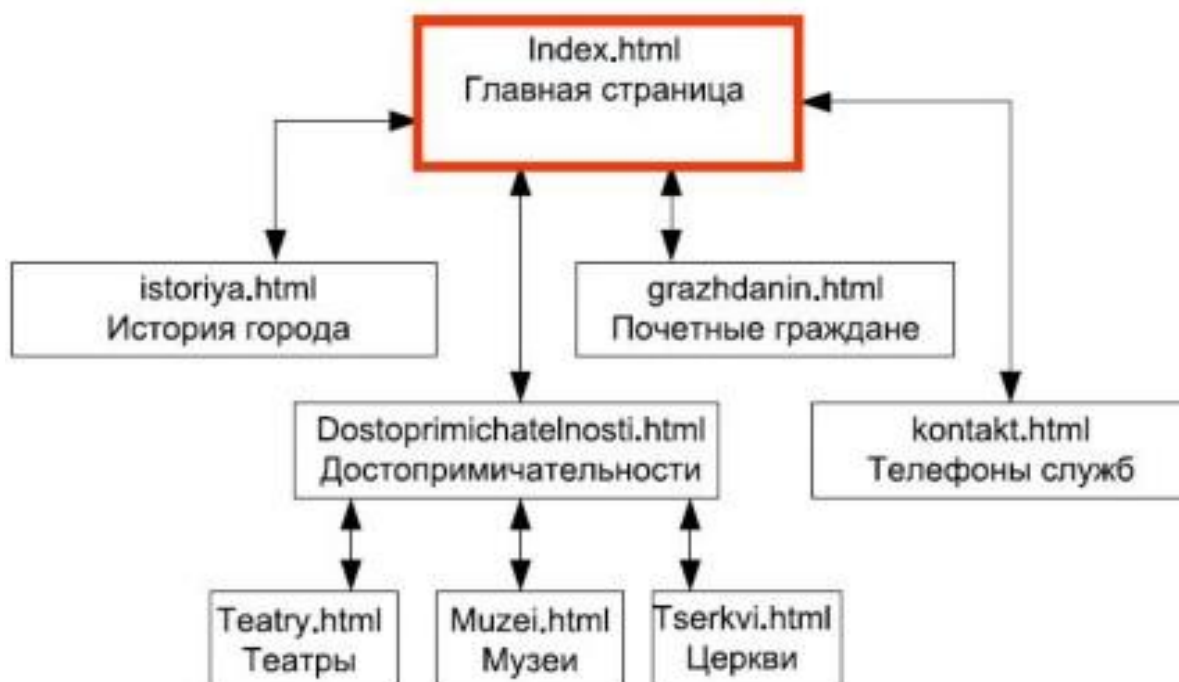 Index.html
Главная страница
istoriya.html
История города
grazhdanin.html
Почетные граждане
Dostoprimichatelnosti.html
Достопримичательности
kontakt.html
Телефоны служб
Teatry.html
Театры
Muzei.html
Музеи
Tserkvi.html
Церкви